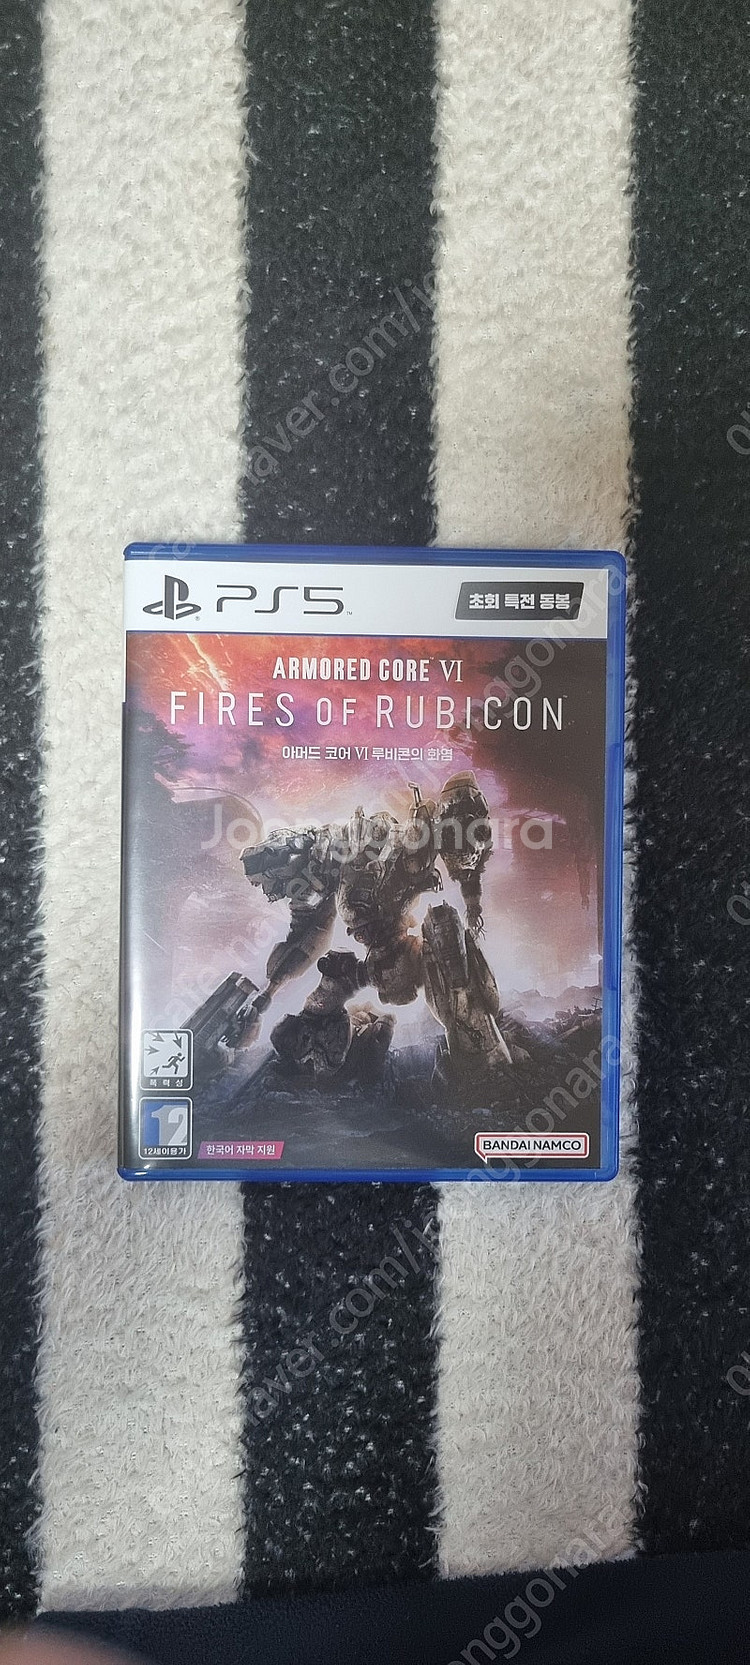 PS5
초회 특전 동봉
ARMORED CORE VI
FIRES OF RUBICON
아머드 코어 VI 루비콘의 화염
Joonggonara
폭력성
12
12세이용가
한국어 자막 지원
BANDAI NAMCO